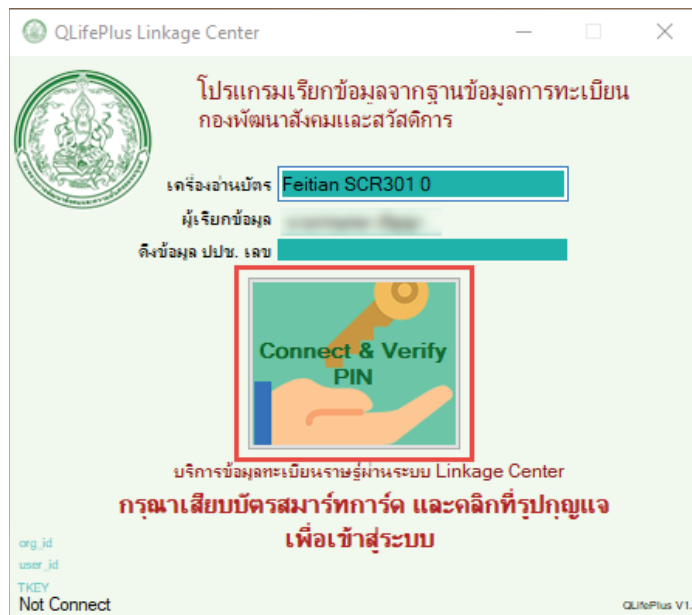 QLifePlus Linkage Center
โปรแกรมเรียกข้อมูลจากฐานข้อมูลการทะเบียน
กองพัฒนาสังคมและสวัสดิการ
เครื่องอ่านบัตร Feitian SCR301 0
ผู้เรียกข้อมูล
ดึงข้อมูล ปปช. เลข
Connect & Verify
PIN
บริการข้อมูลทะเบียนราษฎร์ผ่านระบบ Linkage Center
กรุณาเสียบบัตรสมาร์ทการ์ด และคลิกที่รูปกุญแจ
เพื่อเข้าสู่ระบบ
org_id
user_id
TKEY
Not Connect
QLifePlus V1.